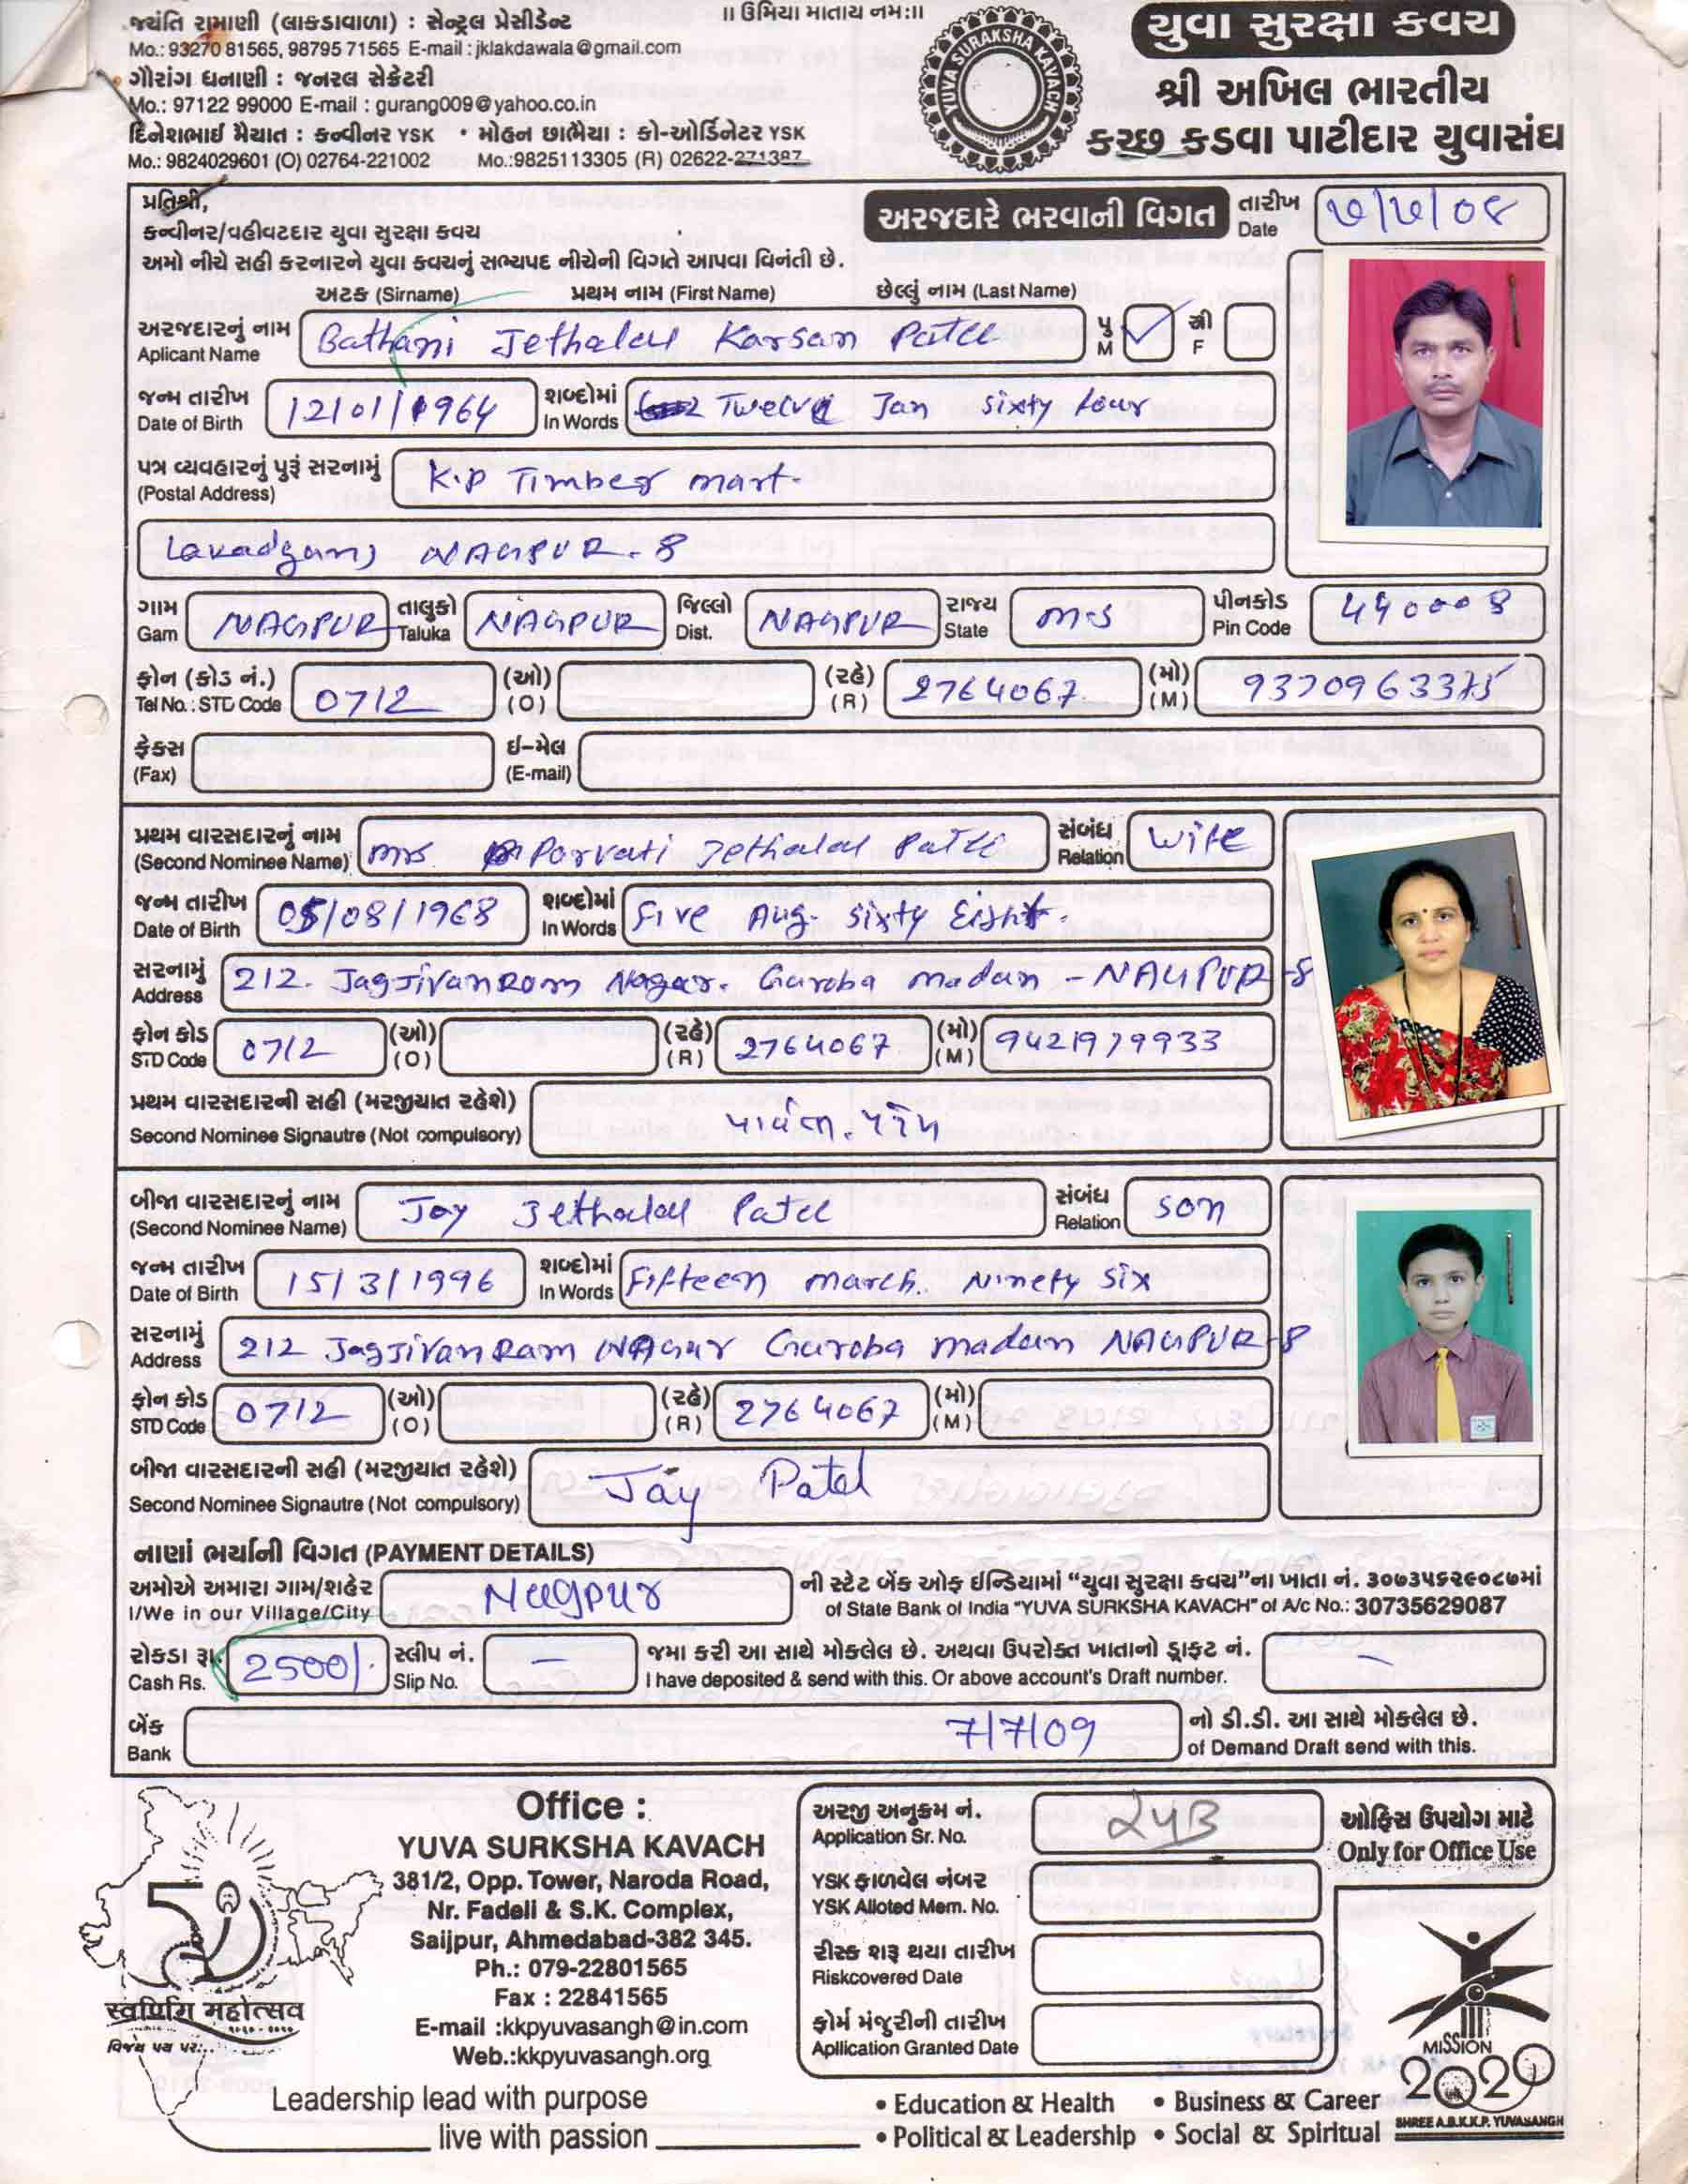 જયંતિ રામાણી (લાકડાવાળા) : સેન્ટ્રલ પ્રેસીડેન્ટ
Mo.: 93270 81565, 98795 71565 E-mail : jklakdawala@gmail.com
ગૌરાંગ ધનાણી : જનરલ સેક્રેટરી
Mo.: 97122 99000 E-mail : gurang009@yahoo.co.in
દિનેશભાઈ મૈયાત : કન્વીનર YSK • મોહન છાભૈયા : કો-ઓર્ડિનેટર YSK
Mo.: 9824029601 (O) 02764-221002 Mo.:9825113305 (R) 02622-271387
॥ ઉમિયા માતાય નમ:॥
YUVA SURAKSHA KAVACH
યુવા સુરક્ષા કવચ
શ્રી અખિલ ભારતીય
કચ્છ કડવા પાટીદાર યુવાસંઘ
પ્રતિશ્રી,
કન્વીનર/વહીવટદાર યુવા સુરક્ષા કવચ
અમો નીચે સહી કરનારને યુવા કવચનું સભ્યપદ નીચેની વિગતે આપવા વિનંતી છે.
અરજદારે ભરવાની વિગત
તારીખ Date ૭/૭/૦૯
અટક (Sirname) પ્રથમ નામ (First Name) છેલ્લું નામ (Last Name)
અરજદારનું નામ Aplicant Name Bathani Jethalal Karsan Patel પુ M ✓ સ્ત્રી F
જન્મ તારીખ Date of Birth 12/01/1964 શબ્દોમાં In Words Twelve Jan sixty four
પત્ર વ્યવહારનું પુરૂં સરનામું (Postal Address) K.P Timber mart.
Lakadganj NAGPUR-8
ગામ Gam NAGPUR તાલુકો Taluka NAGPUR જિલ્લો Dist. NAGPUR રાજ્ય State M.S પીનકોડ Pin Code 440008
ફોન (કોડ નં.) Tel No.: STD Code 0712 (ઓ) (O) (રહે) (R) 2764067 (મો) (M) 9370963375
ફેક્સ (Fax) ઈ-મેલ (E-mail)
પ્રથમ વારસદારનું નામ (Second Nominee Name) Mrs Parvati Jethalal Patel સંબંધ Relation Wife
જન્મ તારીખ Date of Birth 05/08/1968 શબ્દોમાં In Words Five Aug. sixty Eight.
સરનામું Address 212. JagJivan Ram Nagar. Garoba madan - NAGPUR-8
ફોન કોડ STD Code 0712 (ઓ) (O) (રહે) (R) 2764067 (મો) (M) 9421979933
પ્રથમ વારસદારની સહી (મરજીયાત રહેશે)
Second Nominee Signautre (Not compulsory)
બીજા વારસદારનું નામ (Second Nominee Name) Jay Jethalal Patel સંબંધ Relation son
જન્મ તારીખ Date of Birth 15/3/1996 શબ્દોમાં In Words Fifteen march. Ninety six
સરનામું Address 212 JagJivan Ram NAGAR Garoba madan NAGPUR-8
ફોન કોડ STD Code 0712 (ઓ) (O) (રહે) (R) 2764067 (મો) (M)
બીજા વારસદારની સહી (મરજીયાત રહેશે)
Second Nominee Signautre (Not compulsory) Jay Patel
નાણાં ભર્યાની વિગત (PAYMENT DETAILS)
અમોએ અમારા ગામ/શહેર Nagpur ની સ્ટેટ બેંક ઓફ ઈન્ડિયામાં “યુવા સુરક્ષા કવચ”ના ખાતા નં. ૩૦૭૩૫૬૨૯૦૮૭માં
I/We in our Village/City of State Bank of India "YUVA SURKSHA KAVACH" of A/c No.: 30735629087
રોકડા રૂા. Cash Rs. 2500/- સ્લીપ નં. Slip No. – જમા કરી આ સાથે મોકલેલ છે. અથવા ઉપરોક્ત ખાતાનો ડ્રાફ્ટ નં. –
I have deposited & send with this. Or above account's Draft number.
બેંક Bank 7/7/09 નો ડી.ડી. આ સાથે મોકલેલ છે.
of Demand Draft send with this.
Office :
YUVA SURKSHA KAVACH
381/2, Opp. Tower, Naroda Road,
Nr. Fadeli & S.K. Complex,
Saijpur, Ahmedabad-382 345.
Ph.: 079-22801565
Fax : 22841565
E-mail :kkpyuvasangh@in.com
Web.:kkpyuvasangh.org
અરજી અનુક્રમ નં. Application Sr. No. 24B
ઓફિસ ઉપયોગ માટે
Only for Office Use
YSK ફાળવેલ નંબર
YSK Alloted Mem. No.
રીસ્ક શરૂ થયા તારીખ
Riskcovered Date
ફોર્મ મંજુરીની તારીખ
Apllication Granted Date
50
સ્વર્ણિમ મહોત્સવ
MISSION
2020
SHREE A.B.K.K.P. YUVASANGH
Leadership lead with purpose
live with passion
• Education & Health • Business & Career
• Political & Leadership • Social & Spiritual